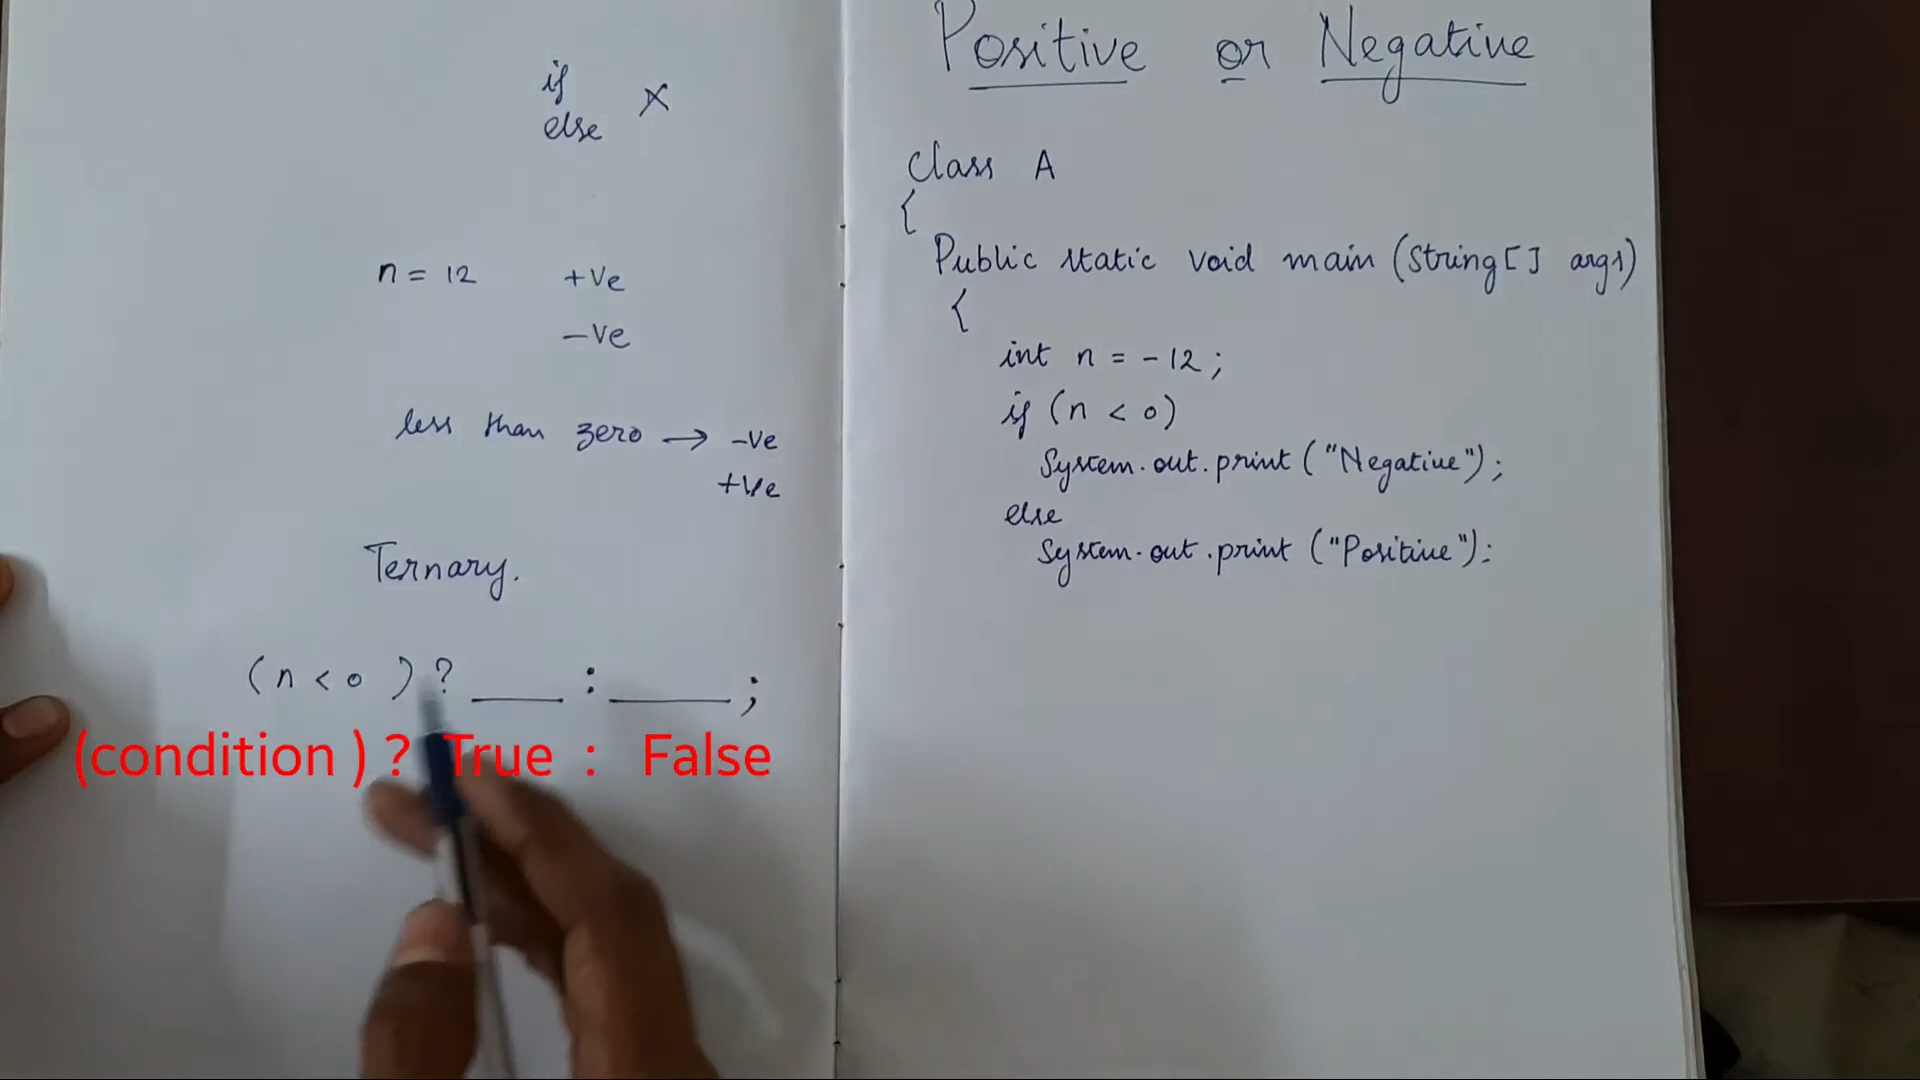 if
else X
n = 12 +ve
-ve
less than zero → -ve
+ve
Ternary.
(n < 0 ) ? ____ : ____ ;
(condition ) ? True : False
Positive or Negative
Class A
{
Public static void main (String[] args)
{
int n = -12 ;
if (n < 0)
System.out.print ("Negative");
else
System.out.print ("Positive"):